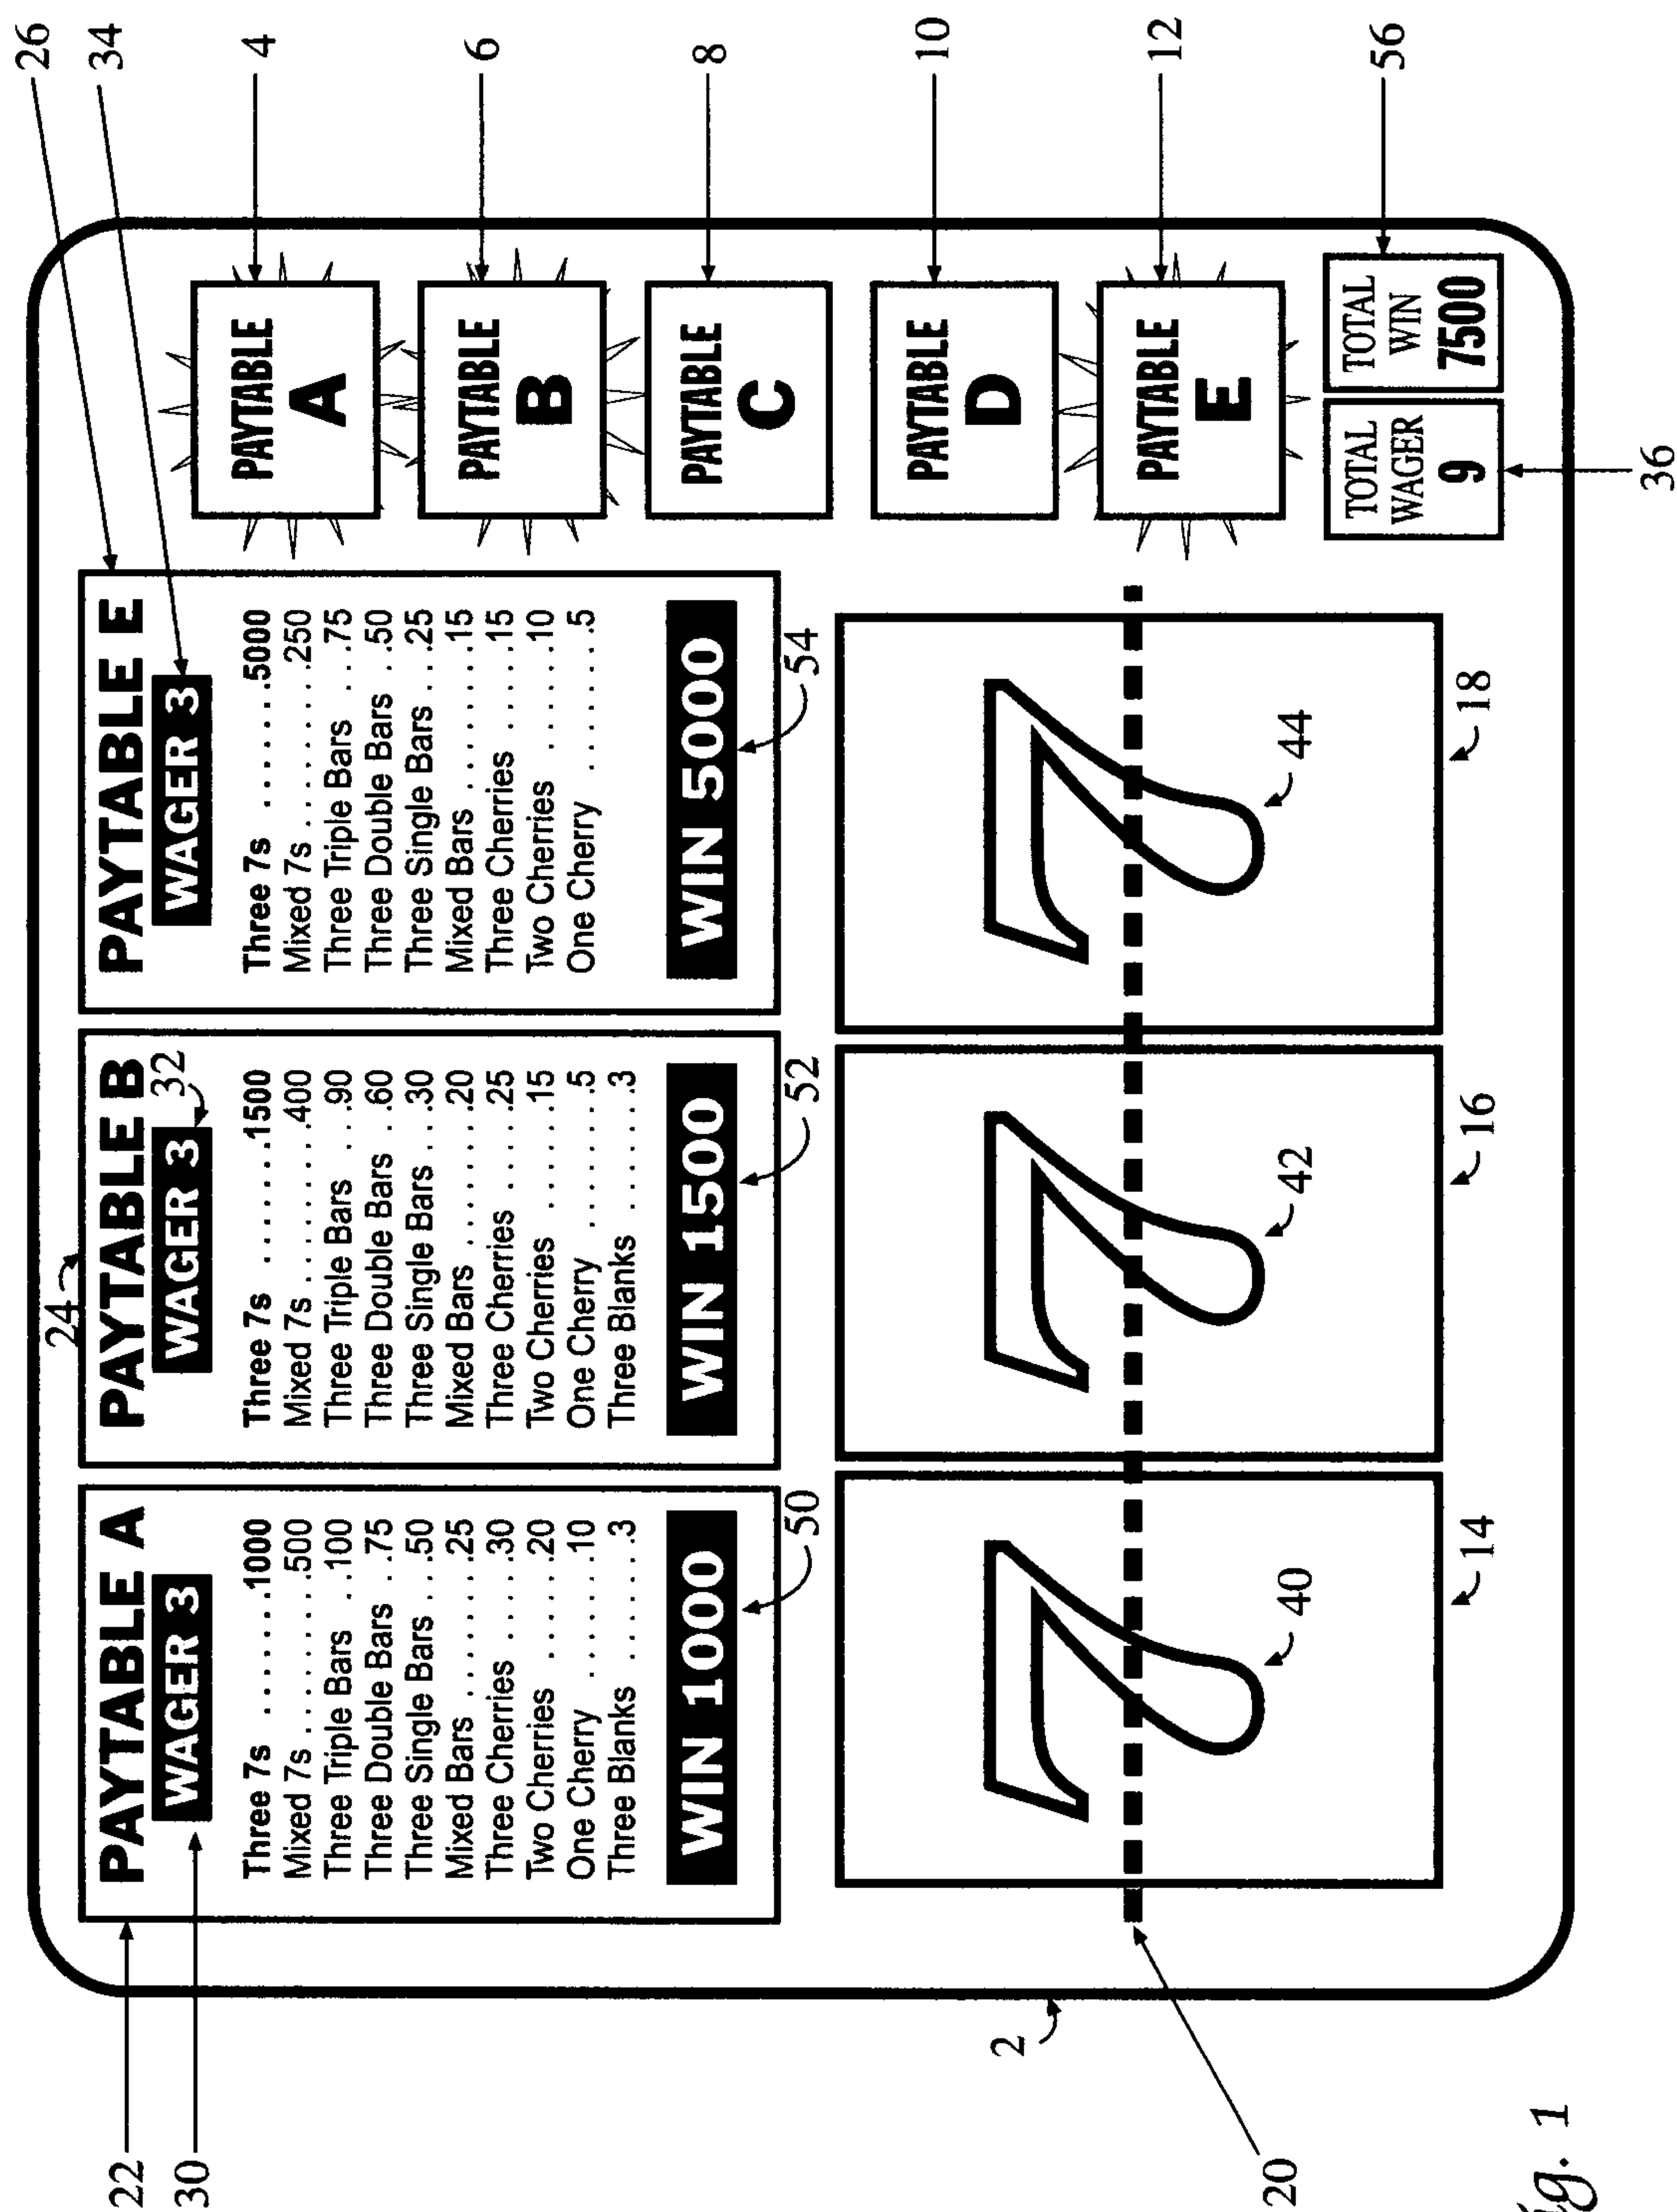 26
34
24
PAYTABLE A
WAGER 3
Three 7s ........1000
Mixed 7s..........500
Three Triple Bars ..100
Three Double Bars ..75
Three Single Bars ...50
Mixed Bars ........25
Three Cherries ......30
Two Cherries ......20
One Cherry .......10
Three Blanks .......3
WIN 1000
50
PAYTABLE B
WAGER 3
32
Three 7s ........1500
Mixed 7s..........400
Three Triple Bars ...90
Three Double Bars ..60
Three Single Bars ...30
Mixed Bars ........20
Three Cherries ......25
Two Cherries ......15
One Cherry ........5
Three Blanks .......3
WIN 1500
52
PAYTABLE E
WAGER 3
Three 7s ........5000
Mixed 7s..........250
Three Triple Bars ...75
Three Double Bars ..50
Three Single Bars ...25
Mixed Bars ........15
Three Cherries ......15
Two Cherries ......10
One Cherry ........5
WIN 5000
54
22
30
PAYTABLE
A
4
PAYTABLE
B
6
PAYTABLE
C
8
PAYTABLE
D
10
PAYTABLE
E
12
7 7 7
40 42 44
14 16 18
2
20
TOTAL
WAGER
9
36
TOTAL
WIN
7500
56
Fig. 1